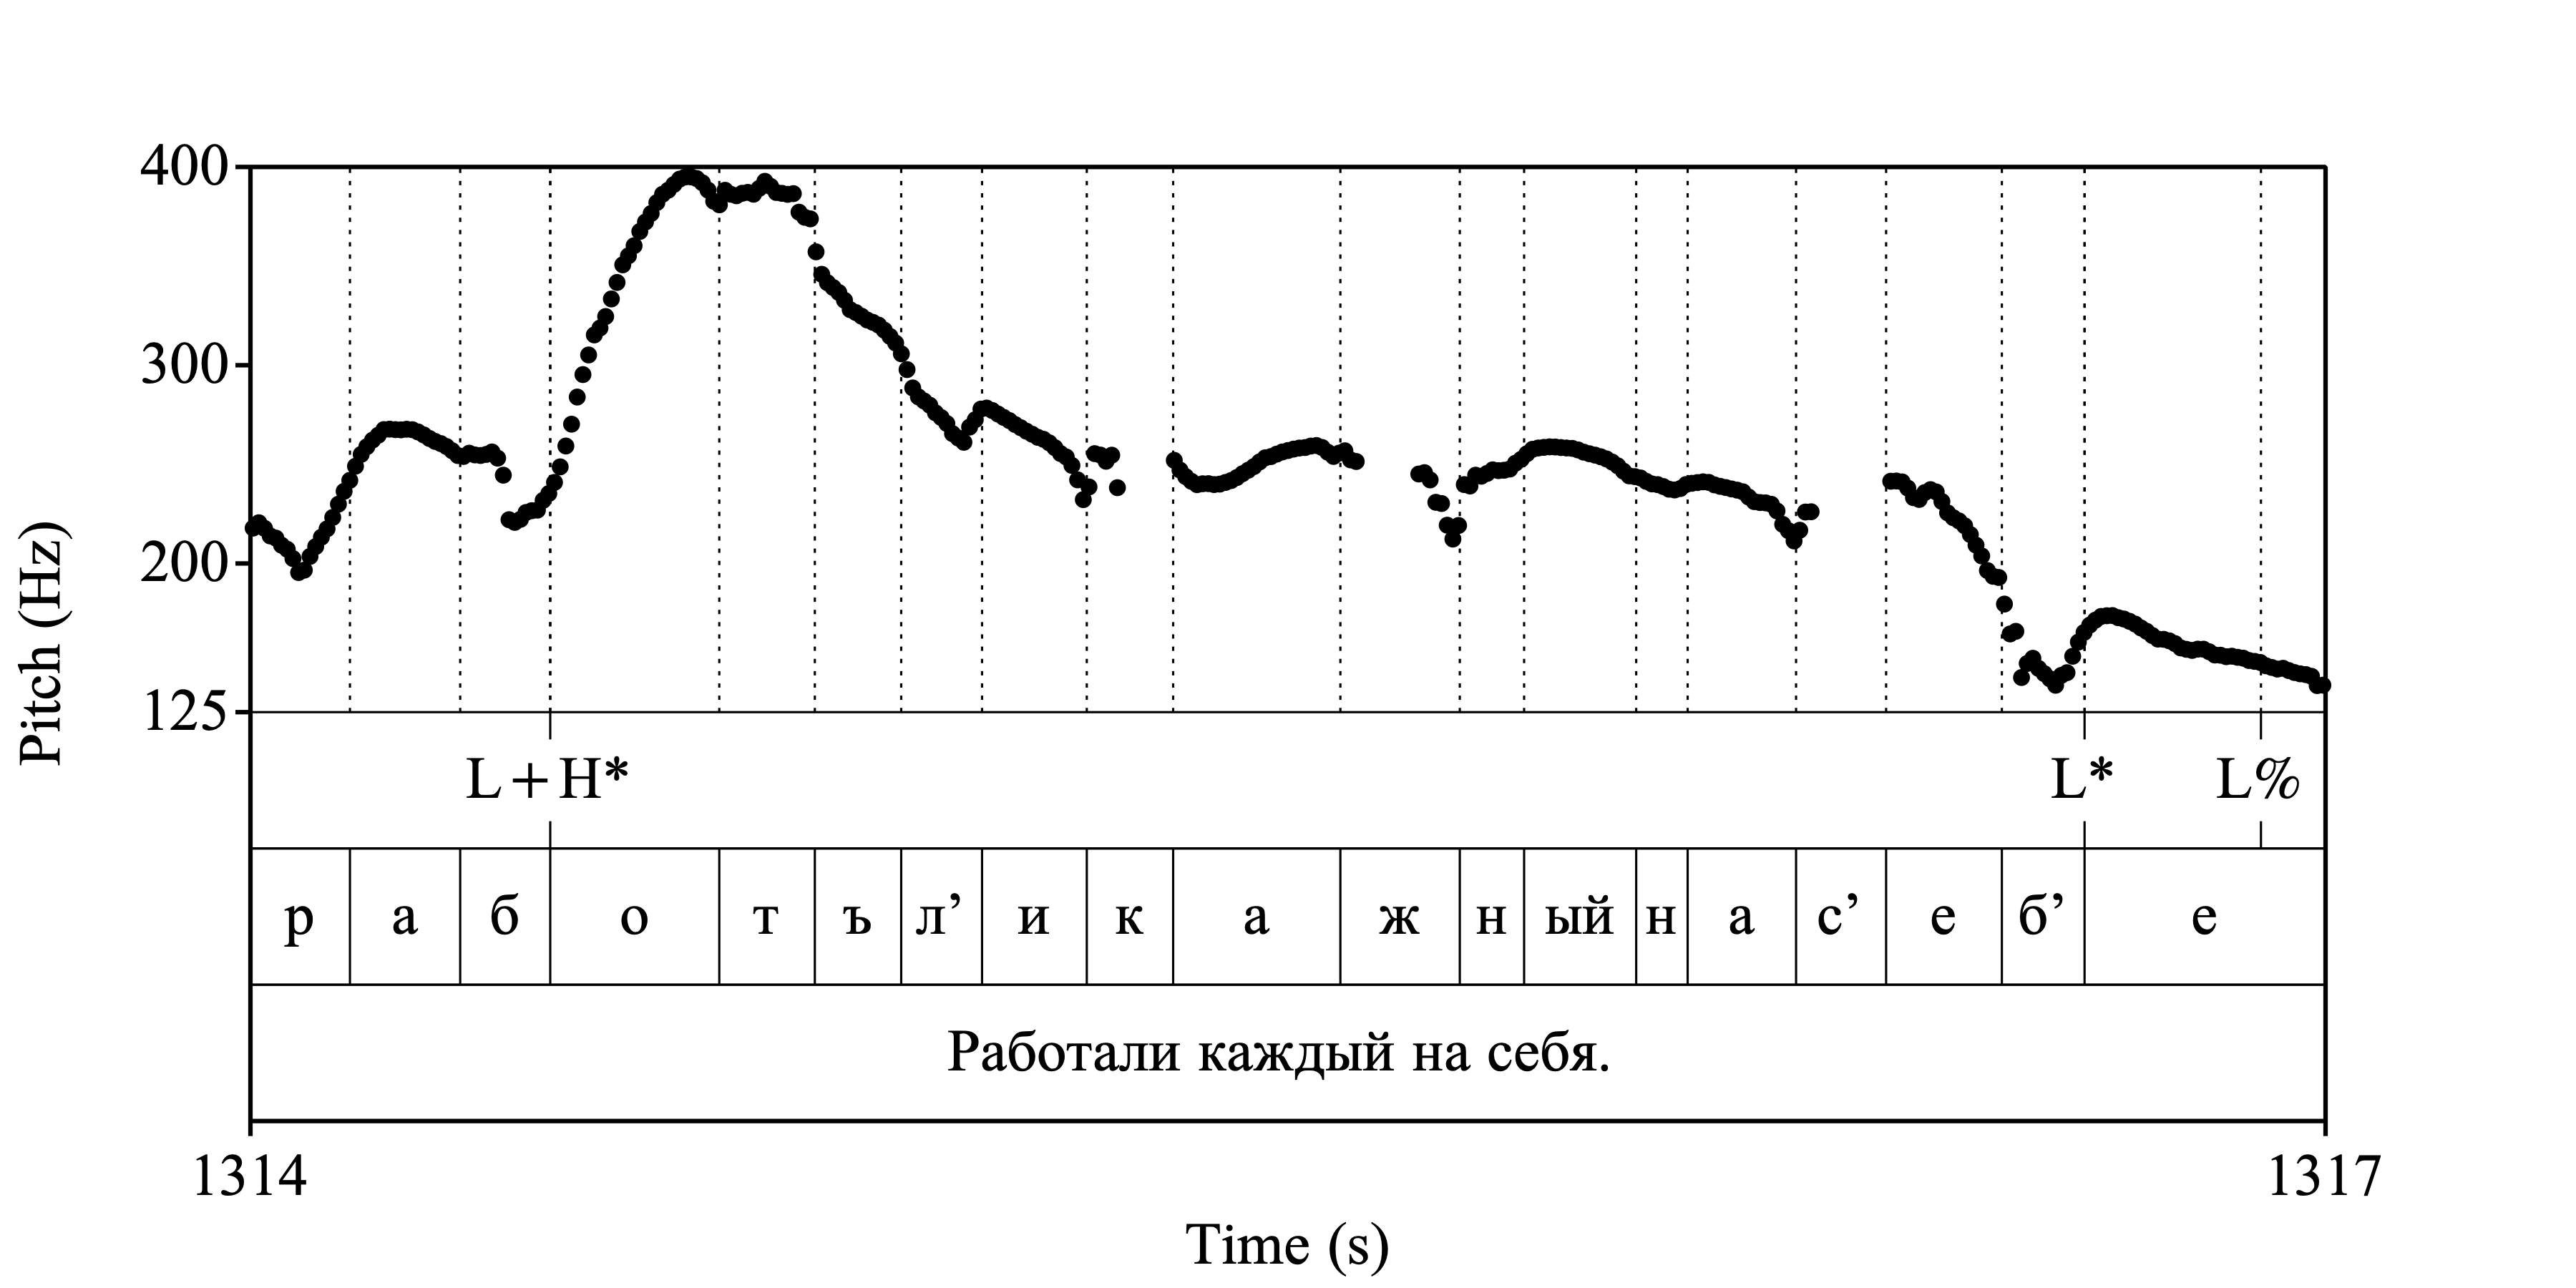 400
300
200
125
Pitch (Hz)
L+H* L* L%
р а б о т ъ л’ и к а ж н ый н а с’ е б’ е
Работали каждый на себя.
1314 1317
Time (s)